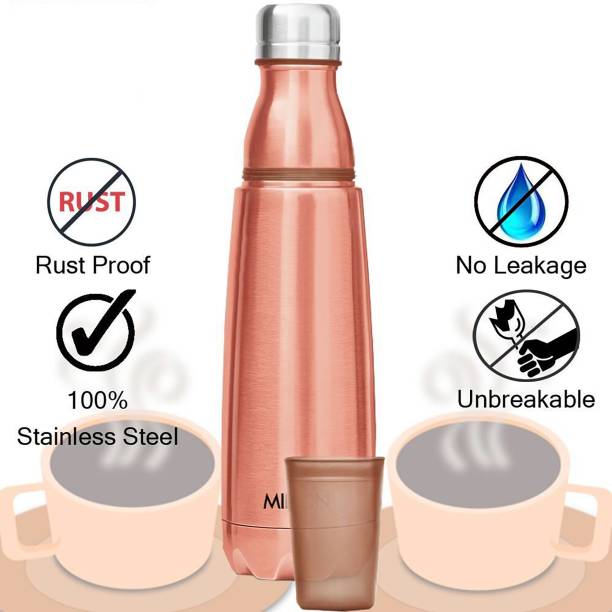 RUST
Rust Proof
No Leakage
100%
Stainless Steel
Unbreakable